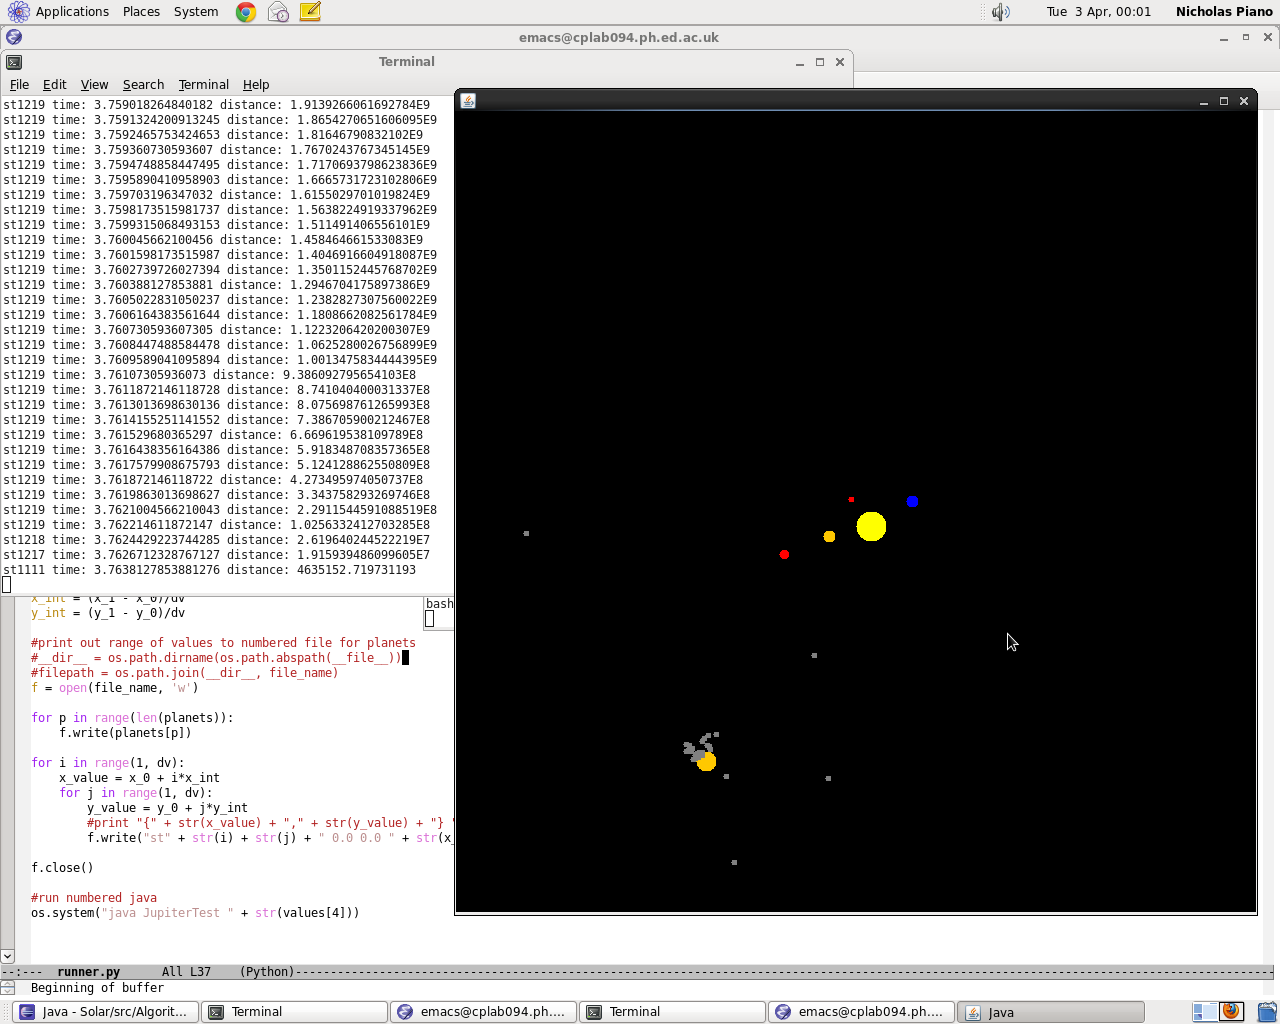 Applications Places System Tue 3 Apr, 00:01 Nicholas Piano
emacs@cplab094.ph.ed.ac.uk
Terminal
File Edit View Search Terminal Help
st1219 time: 3.759018264840182 distance: 1.9139266061692784E9
st1219 time: 3.7591324200913245 distance: 1.8654270651606095E9
st1219 time: 3.7592465753424653 distance: 1.81646790832102E9
st1219 time: 3.759360730593607 distance: 1.7670243767345145E9
st1219 time: 3.7594748858447495 distance: 1.7170693798623836E9
st1219 time: 3.7595890410958903 distance: 1.6665731723102806E9
st1219 time: 3.759703196347032 distance: 1.6155029701019824E9
st1219 time: 3.7598173515981737 distance: 1.5638224919337962E9
st1219 time: 3.7599315068493153 distance: 1.511491406556101E9
st1219 time: 3.760045662100456 distance: 1.458464661533083E9
st1219 time: 3.7601598173515987 distance: 1.4046916604918087E9
st1219 time: 3.7602739726027394 distance: 1.3501152445768702E9
st1219 time: 3.760388127853881 distance: 1.2946704175897386E9
st1219 time: 3.7605022831050237 distance: 1.2382827307560022E9
st1219 time: 3.7606164383561644 distance: 1.1808662082561784E9
st1219 time: 3.760730593607305 distance: 1.1223206420200307E9
st1219 time: 3.7608447488584478 distance: 1.0625280026756899E9
st1219 time: 3.7609589041095894 distance: 1.0013475834444395E9
st1219 time: 3.76107305936073 distance: 9.386092795654103E8
st1219 time: 3.7611872146118728 distance: 8.741040400031337E8
st1219 time: 3.7613013698630136 distance: 8.075698761265993E8
st1219 time: 3.7614155251141552 distance: 7.386705900212467E8
st1219 time: 3.761529680365297 distance: 6.669619538109789E8
st1219 time: 3.7616438356164386 distance: 5.918348708357365E8
st1219 time: 3.7617579908675793 distance: 5.124128862550809E8
st1219 time: 3.761872146118722 distance: 4.273495974050737E8
st1219 time: 3.7619863013698627 distance: 3.343758293269746E8
st1219 time: 3.7621004566210043 distance: 2.2911544591088519E8
st1219 time: 3.762214611872147 distance: 1.0256332412703285E8
st1218 time: 3.7624429223744285 distance: 2.619640244522219E7
st1217 time: 3.7626712328767127 distance: 1.915939486099605E7
st1111 time: 3.7638127853881276 distance: 4635152.719731193
x_int = (x_1 - x_0)/dv
bash
y_int = (y_1 - y_0)/dv
#print out range of values to numbered file for planets
#__dir__ = os.path.dirname(os.path.abspath(__file__))
#filepath = os.path.join(__dir__, file_name)
f = open(file_name, 'w')
for p in range(len(planets)):
f.write(planets[p])
for i in range(1, dv):
x_value = x_0 + i*x_int
for j in range(1, dv):
y_value = y_0 + j*y_int
#print "{" + str(x_value) + "," + str(y_value) + "} "
f.write("st" + str(i) + str(j) + " 0.0 0.0 " + str(x_
f.close()
#run numbered java
os.system("java JupiterTest " + str(values[4]))
--:--- runner.py All L37 (Python)
Beginning of buffer
Java - Solar/src/Algorit... Terminal emacs@cplab094.ph.... Terminal emacs@cplab094.ph.... Java